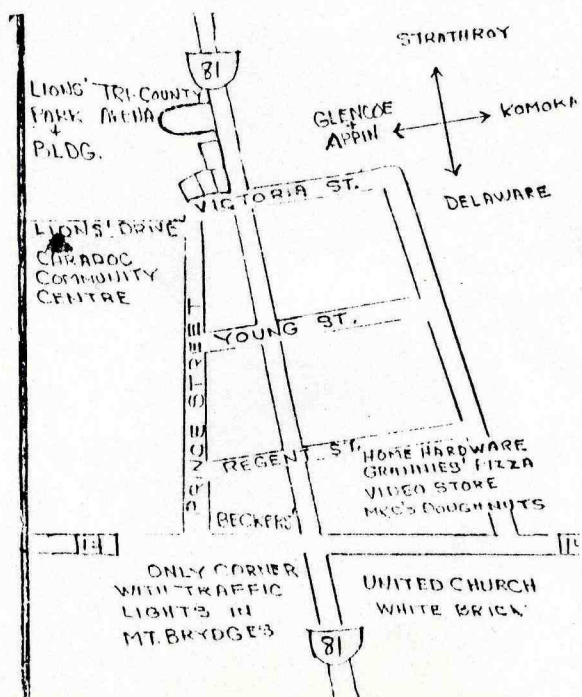 STRATHROY
81
LIONS' TRI-COUNTY
PARK ARENA
+
BLDG.
GLENCOE
+
APPIN
KOMOKA
DELAWARE
VICTORIA ST.
LIONS' DRIVE
CARADOC
COMMUNITY
CENTRE
YOUNG ST.
PRINCE STREET
REGENT ST.
HOME HARDWARE
GRANNIES' PIZZA
VIDEO STORE
DOUGHNUTS
BECKERS'
ONLY CORNER
WITH TRAFFIC
LIGHTS IN
MT. BRYDGES
UNITED CHURCH
WHITE BRICK
81